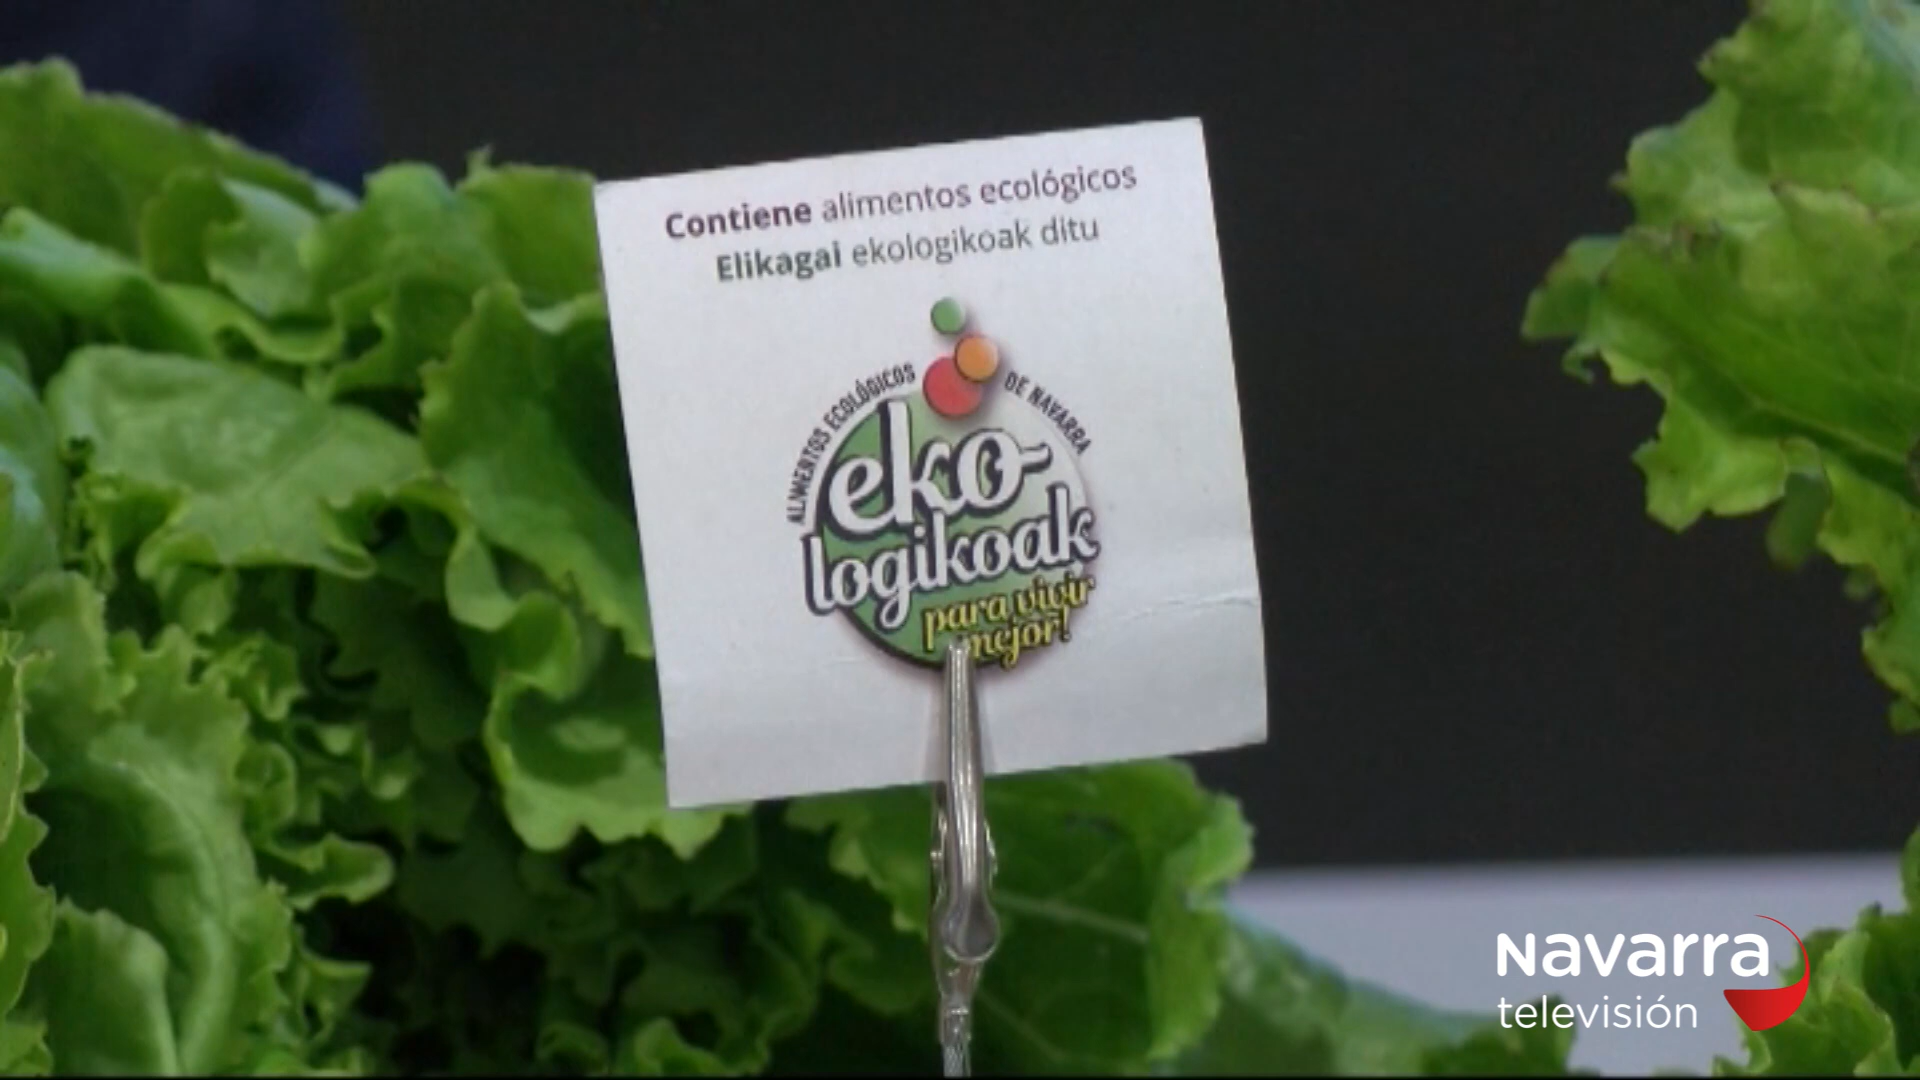 Contiene alimentos ecológicos
Elikagai ekologikoak ditu
ALIMENTOS ECOLÓGICOS DE NAVARRA
eko-
logikoak
para vivir
mejor!
Navarra
televisión